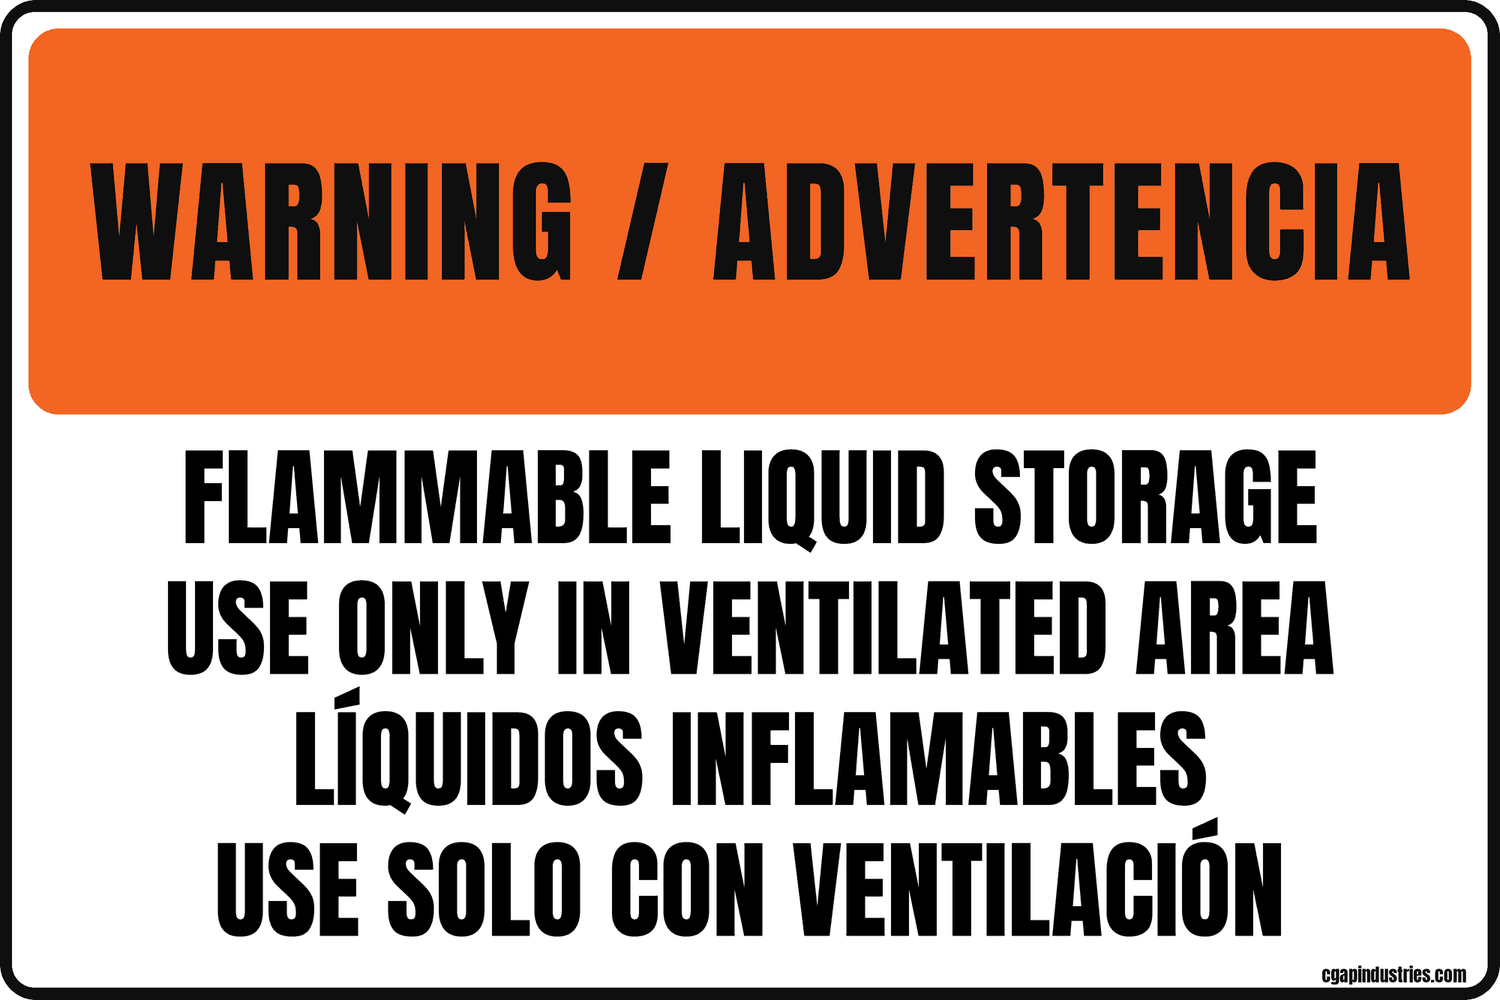 WARNING / ADVERTENCIA
FLAMMABLE LIQUID STORAGE
USE ONLY IN VENTILATED AREA
LÍQUIDOS INFLAMABLES
USE SOLO CON VENTILACIÓN
cgapindustries.com